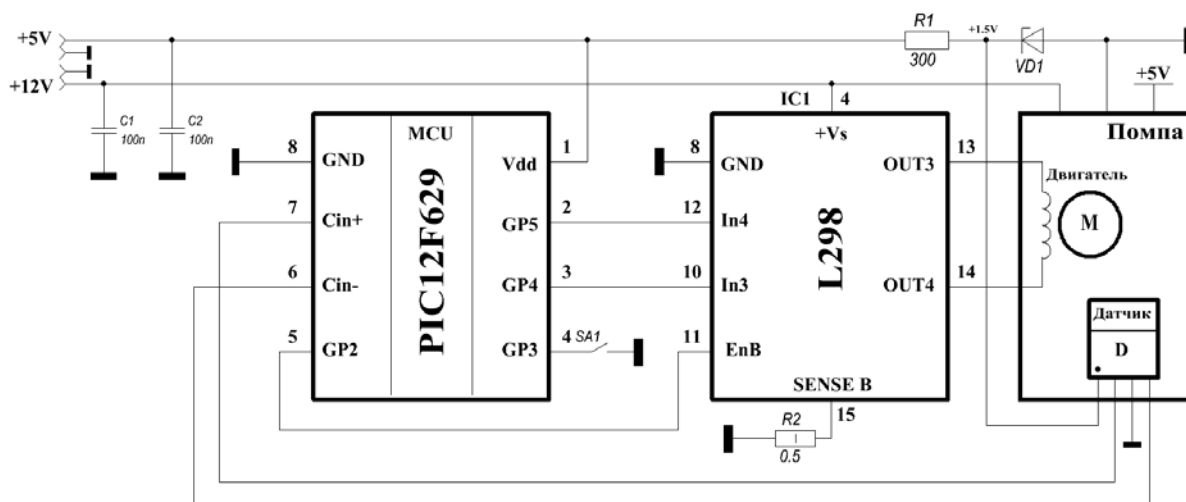 R1
+1.5V
+5V
300
VD1
+5V
+12V
IC1
4
C1
100n
C2
100n
MCU
+Vs
Помпа
8
GND
Vdd
1
8
GND
OUT3
13
Двигатель
7
Cin+
PIC12F629
GP5
2
12
In4
L298
M
6
Cin-
GP4
3
10
In3
OUT4
14
Датчик
5
GP2
GP3
4
SA1
11
EnB
D
SENSE B
15
R2
0.5